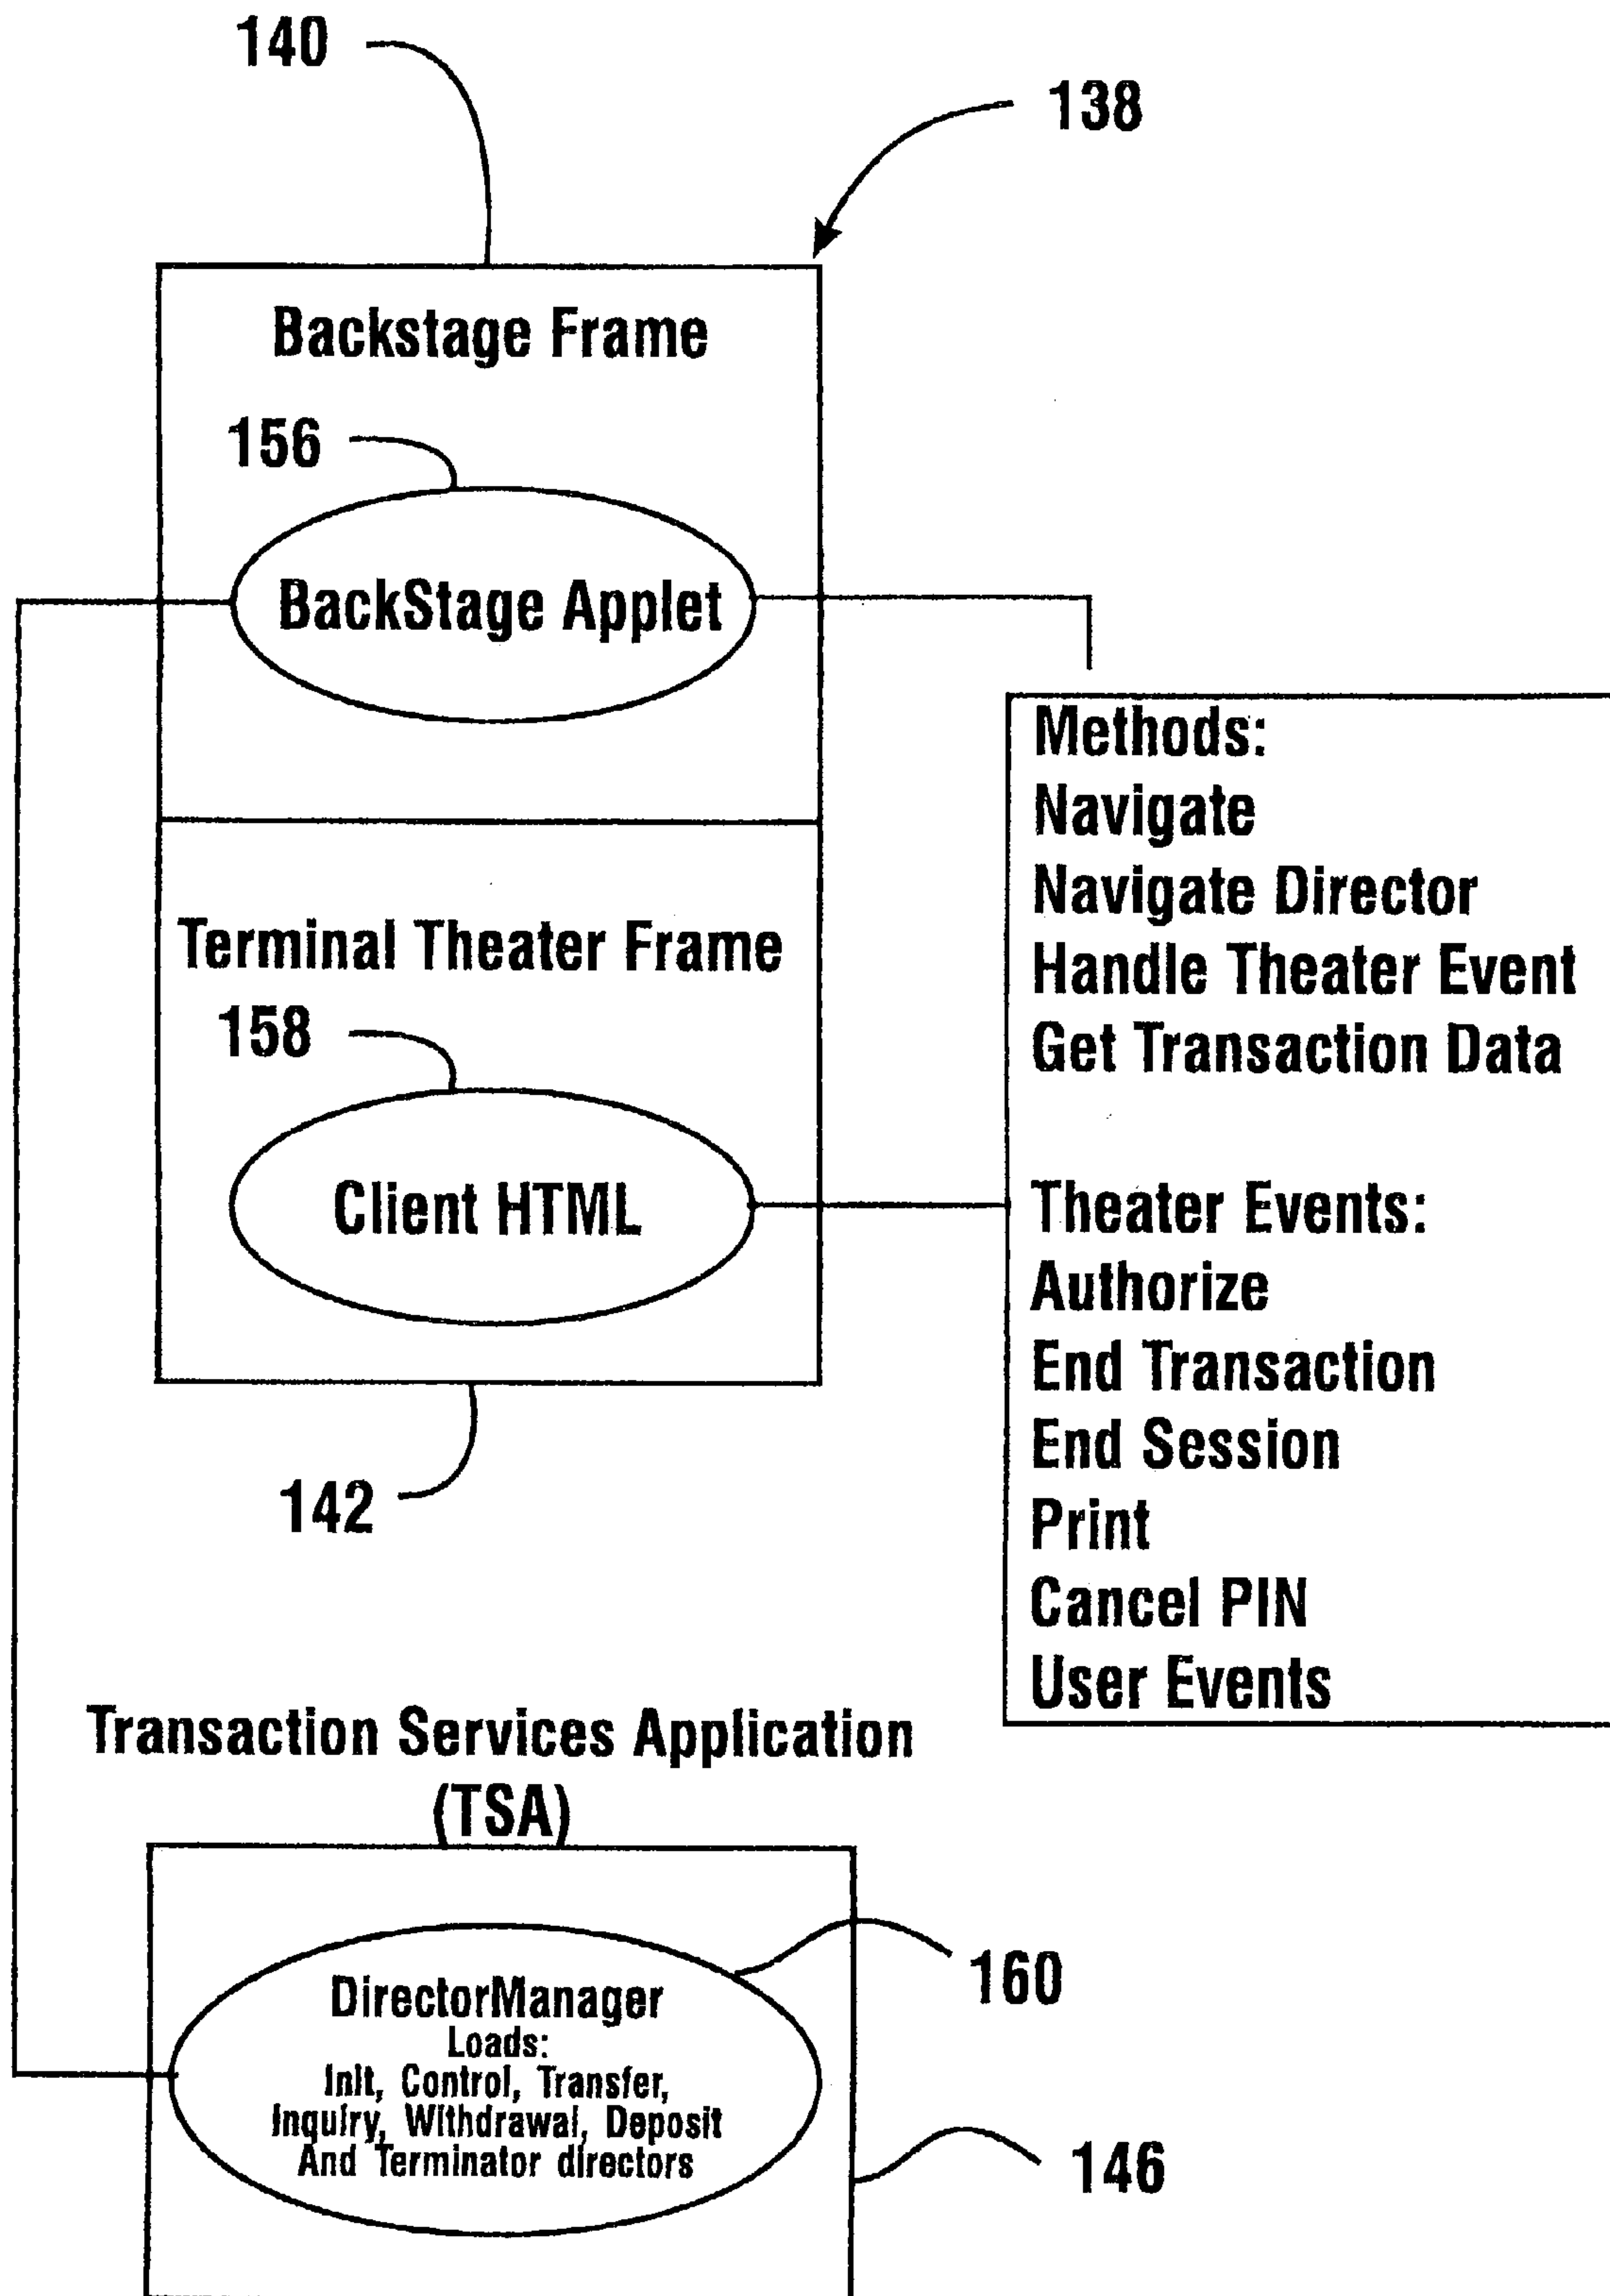 140
138
Backstage Frame
156
BackStage Applet
Methods:
Navigate
Navigate Director
Handle Theater Event
Get Transaction Data
Terminal Theater Frame
158
Client HTML
Theater Events:
Authorize
End Transaction
End Session
Print
Cancel PIN
User Events
142
Transaction Services Application
(TSA)
DirectorManager
Loads:
Init, Control, Transfer,
Inquiry, Withdrawal, Deposit
And Terminator directors
160
146